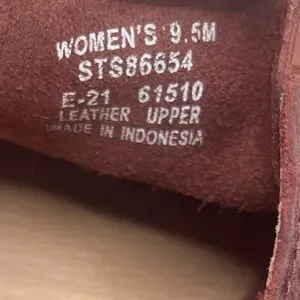 WOMEN'S 9.5M
STS86654
E-21 61510
LEATHER UPPER
MADE IN INDONESIA